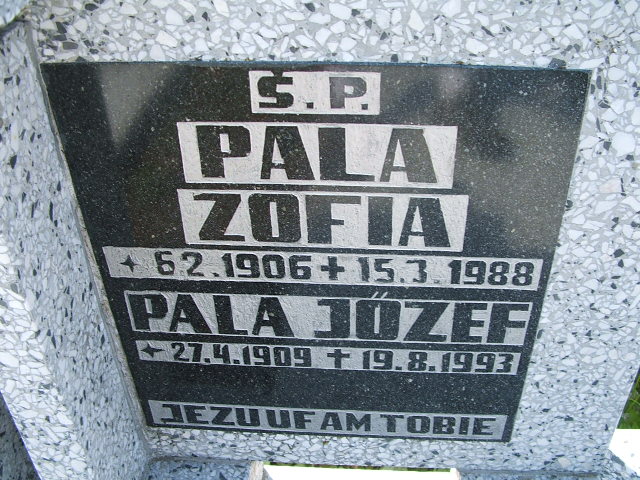 Ś.P.
PALA
ZOFIA
✦ 6.2.1906 + 15.3.1988
PALA JÓZEF
✦ 27.4.1909 + 19.8.1993
JEZU UFAM TOBIE